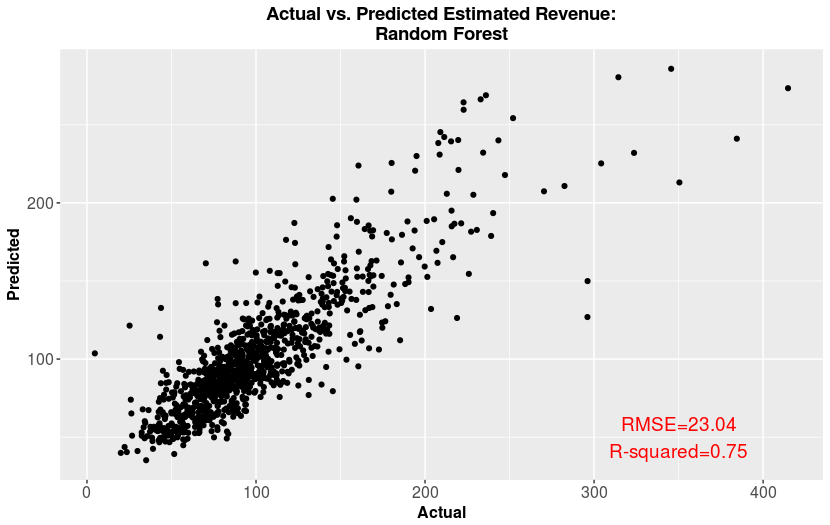 Actual vs. Predicted Estimated Revenue:
Random Forest
Predicted
200
100
RMSE=23.04
R-squared=0.75
0
100
200
300
400
Actual